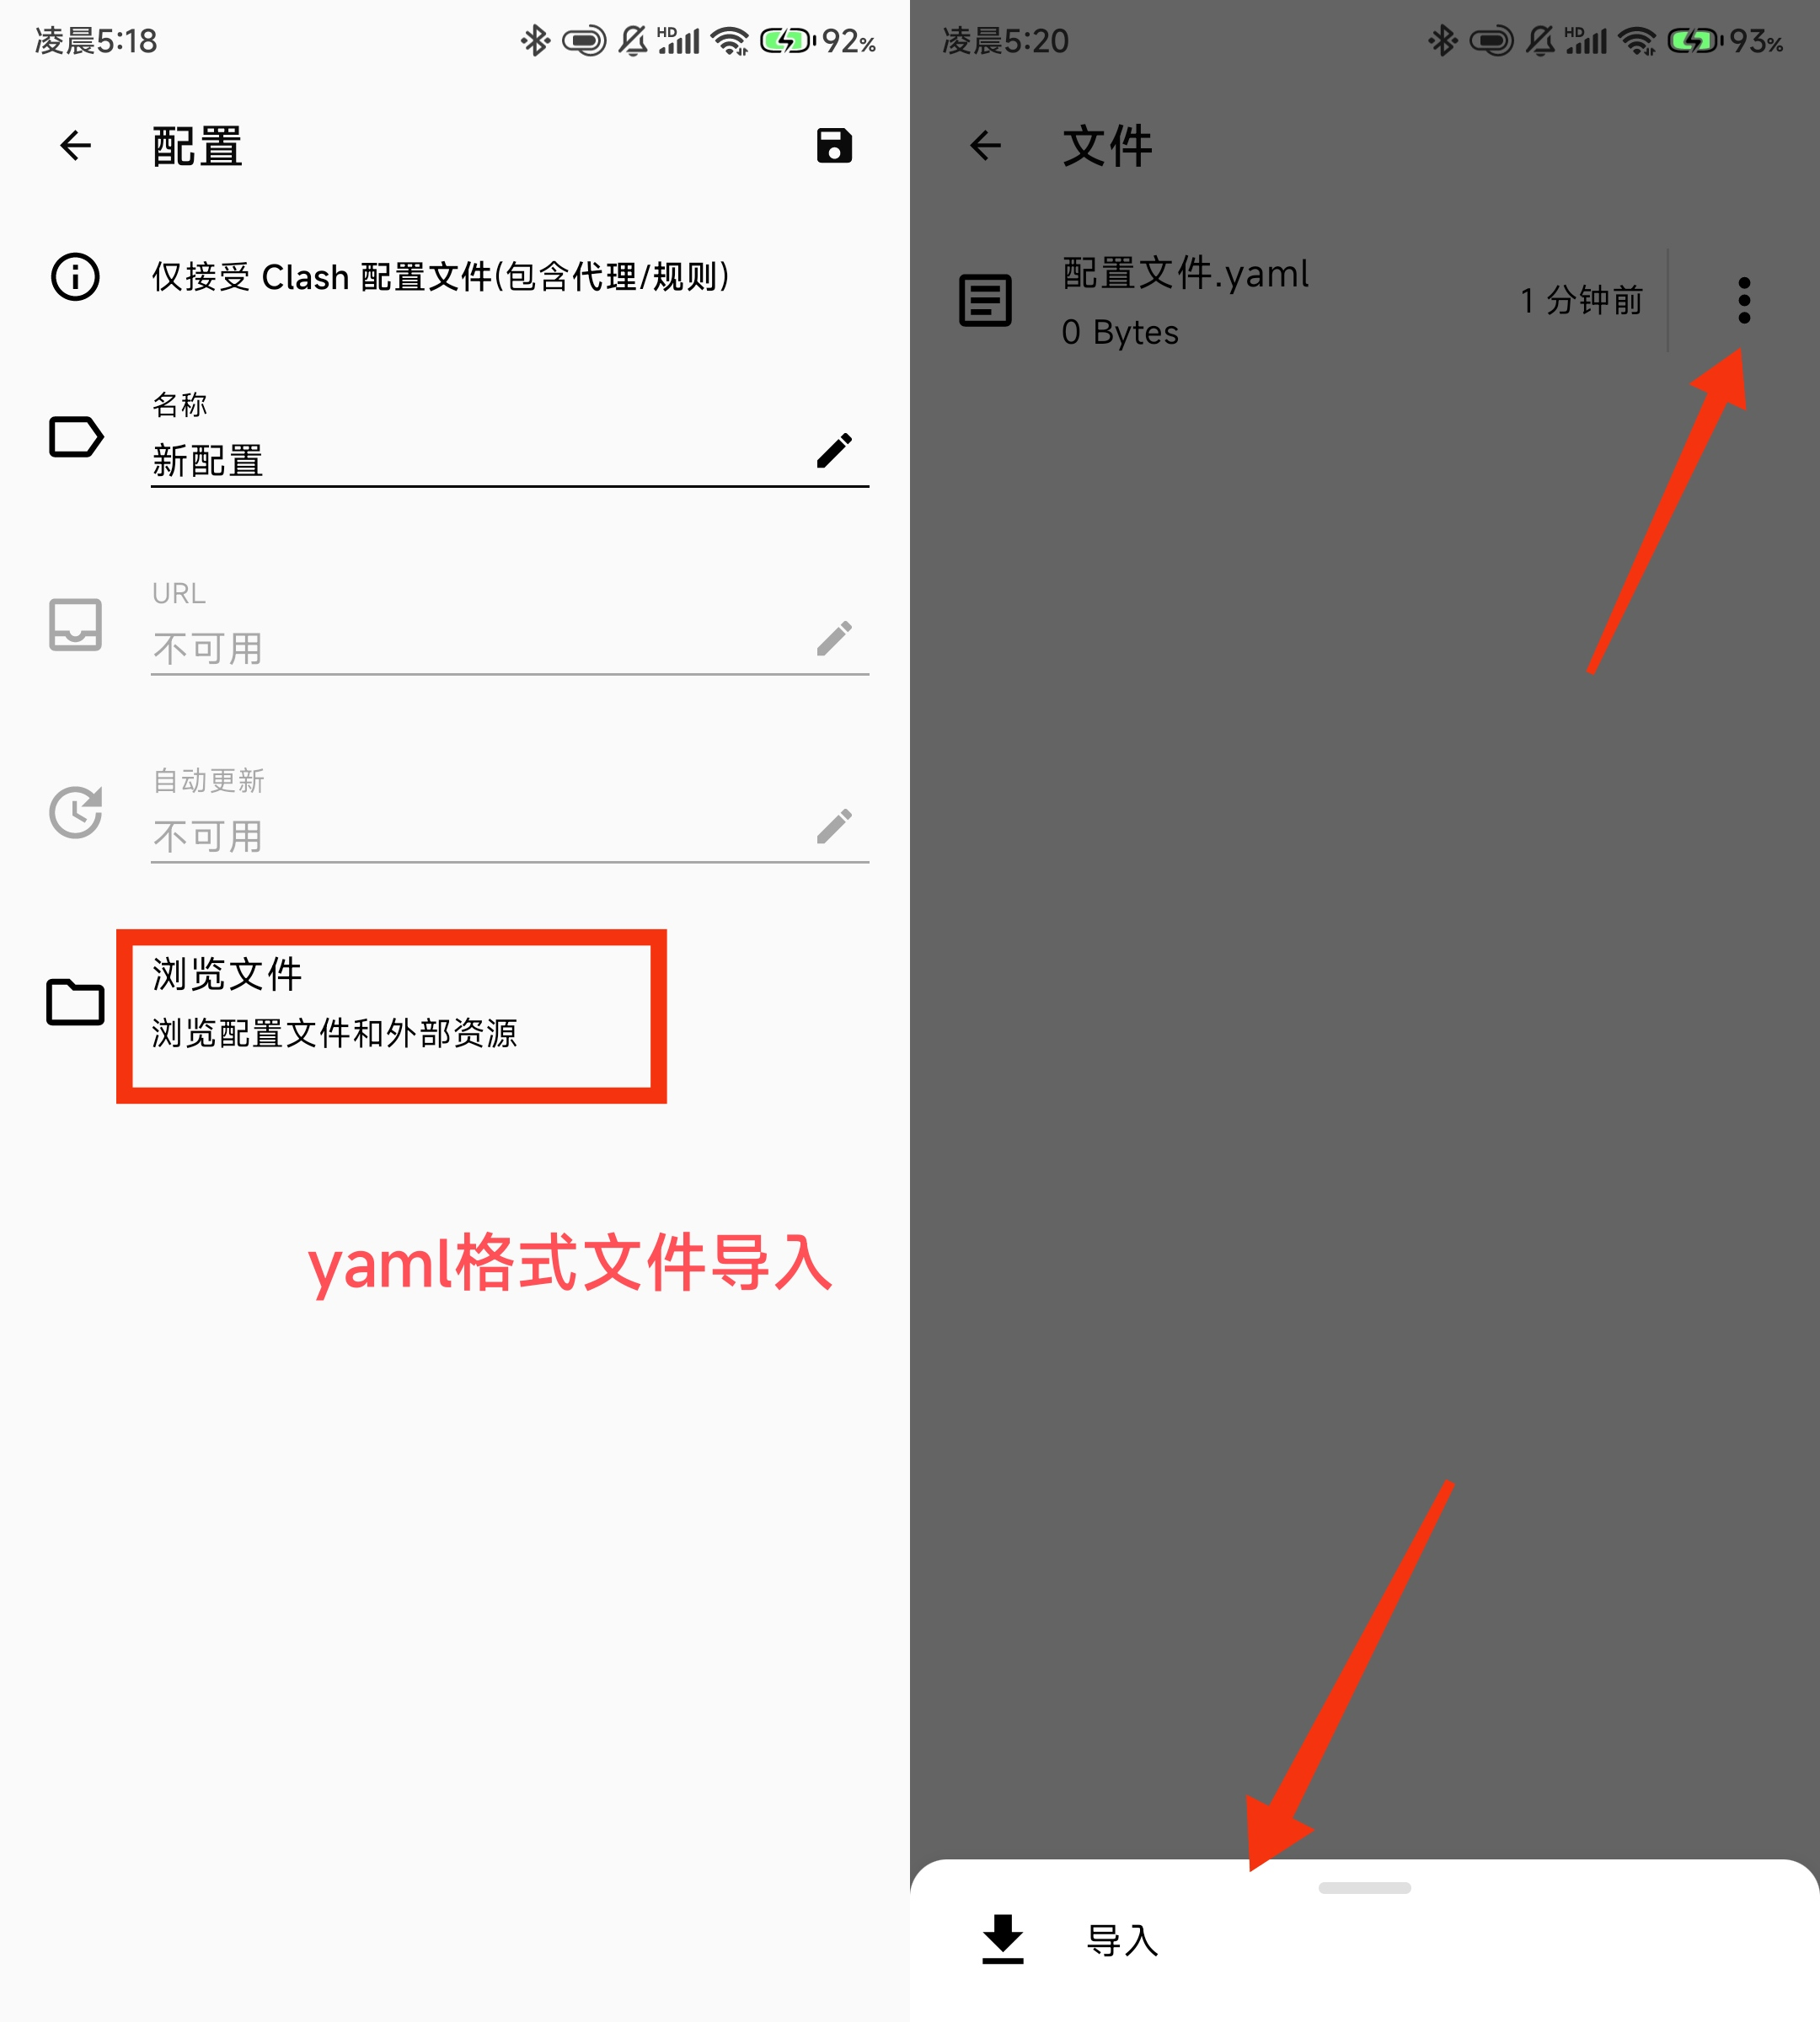 凌晨5:18
HD
92%
配置
仅接受 Clash 配置文件(包含代理/规则)
名称
新配置
URL
不可用
自动更新
不可用
浏览文件
浏览配置文件和外部资源
yaml格式文件导入
凌晨5:20
HD
93%
文件
配置文件.yaml
0 Bytes
1 分钟前
导入